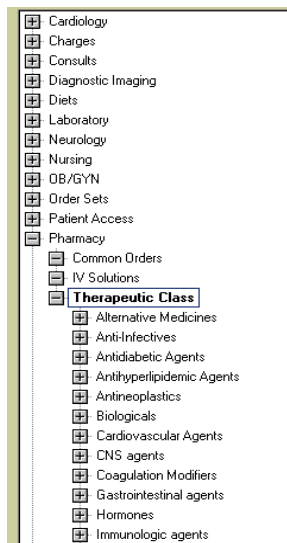 Cardiology
Charges
Consults
Diagnostic Imaging
Diets
Laboratory
Neurology
Nursing
OB/GYN
Order Sets
Patient Access
Pharmacy
Common Orders
IV Solutions
Therapeutic Class
Alternative Medicines
Anti-Infectives
Antidiabetic Agents
Antihyperlipidemic Agents
Antineoplastics
Biologicals
Cardiovascular Agents
CNS agents
Coagulation Modifiers
Gastrointestinal agents
Hormones
Immunologic agents